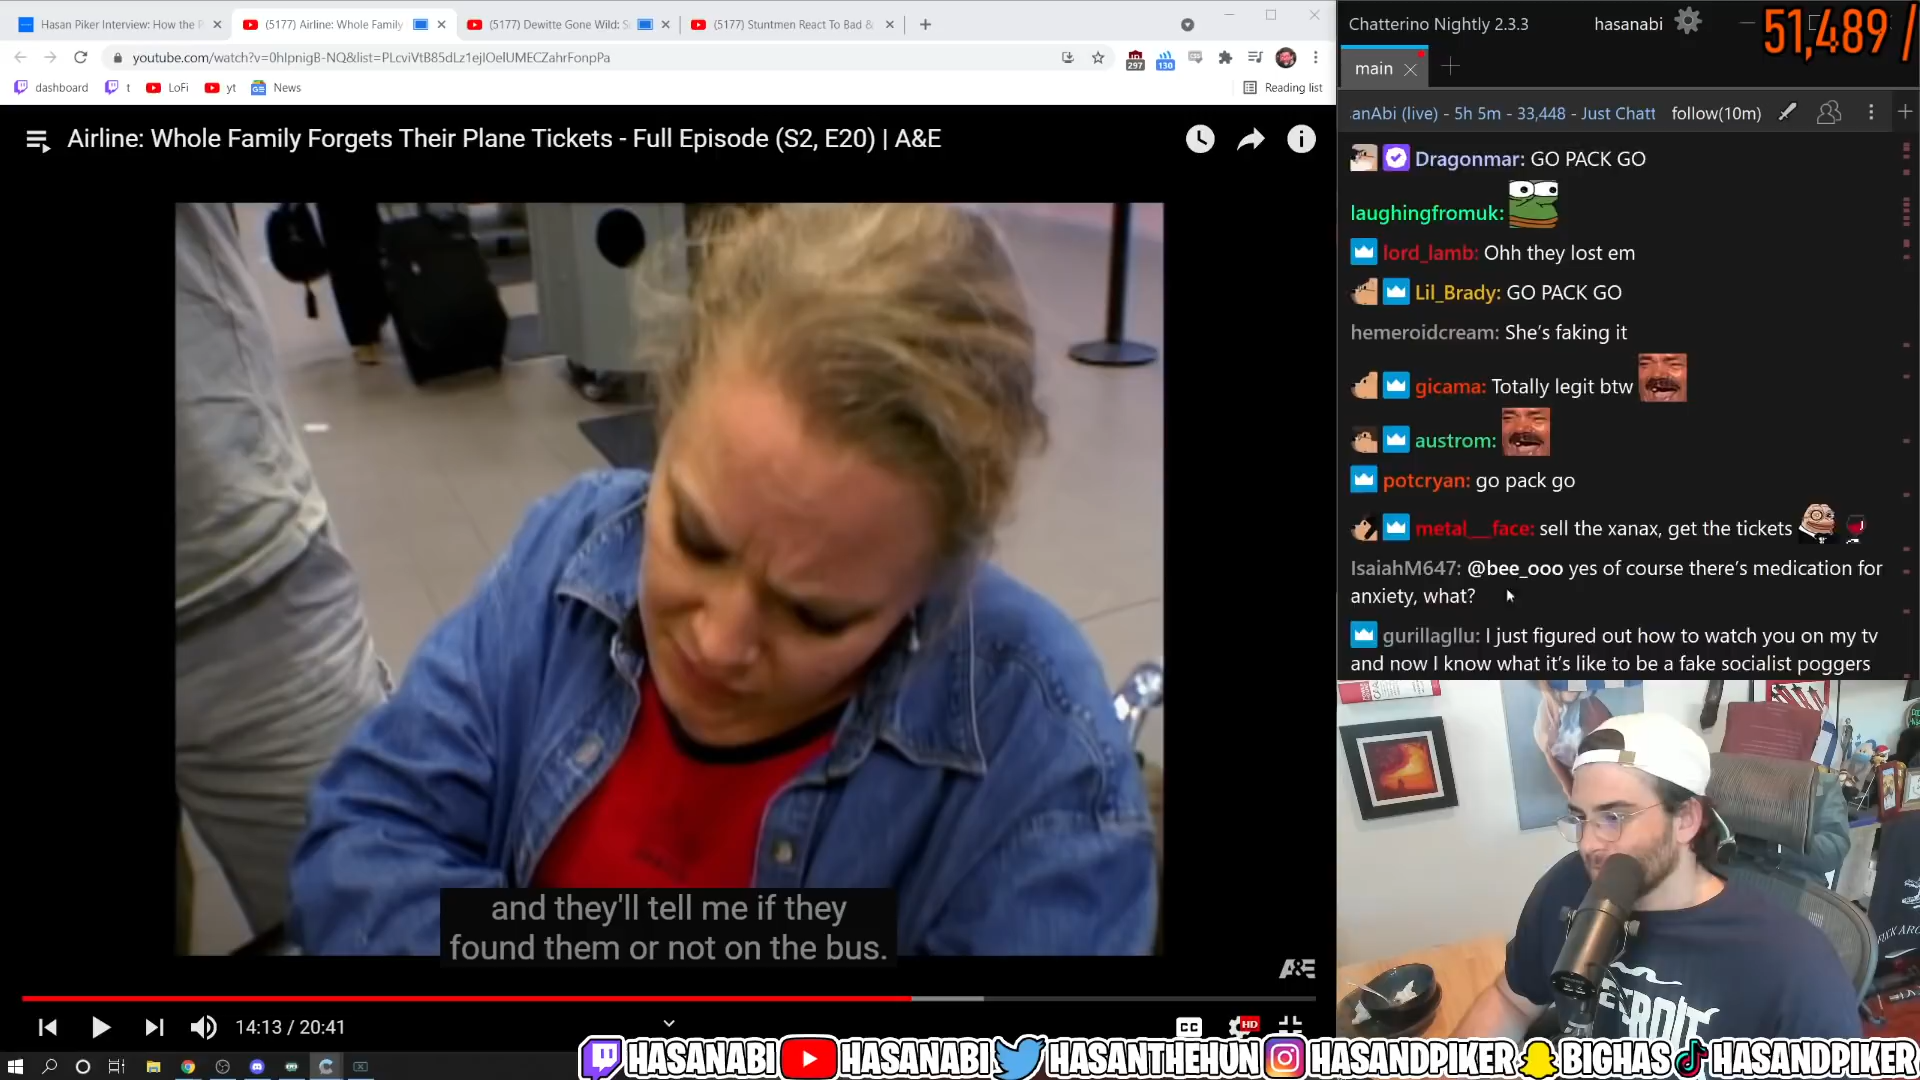 Hasan Piker Interview: How the P
(5177) Airline: Whole Family
(5177) Dewitte Gone Wild: S
(5177) Stuntmen React To Bad &
youtube.com/watch?v=0hlpnigB-NQ&list=PLcviVtB85dLz1ejIOelUMECZahrFonpPa
297
130
dashboard
t
LoFi
yt
News
Reading list
Airline: Whole Family Forgets Their Plane Tickets - Full Episode (S2, E20) | A&E
and they'll tell me if they
found them or not on the bus.
A&E
14:13 / 20:41
CC
HD
Chatterino Nightly 2.3.3
hasanabi
51,489 /
main
anAbi (live) - 5h 5m - 33,448 - Just Chatt
follow(10m)
Dragonmar: GO PACK GO
laughingfromuk:
lord_lamb: Ohh they lost em
Lil_Brady: GO PACK GO
hemeroidcream: She's faking it
gicama: Totally legit btw
austrom:
potcryan: go pack go
metal__face: sell the xanax, get the tickets
IsaiahM647: @bee_ooo yes of course there's medication for
anxiety, what?
gurillagllu: I just figured out how to watch you on my tv
and now I know what it's like to be a fake socialist poggers
DETROIT
HASANABI
HASANABI
HASANTHEHUN
HASANDPIKER
BIGHAS
HASANDPIKER